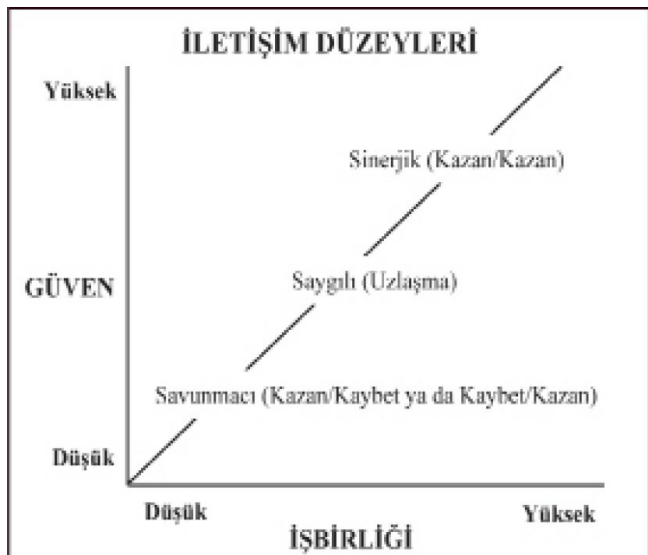 İLETİŞİM DÜZEYLERİ
Yüksek
Sinerjik (Kazan/Kazan)
GÜVEN
Saygılı (Uzlaşma)
Savunmacı (Kazan/Kaybet ya da Kaybet/Kazan)
Düşük
Düşük
Yüksek
İŞBİRLİĞİ